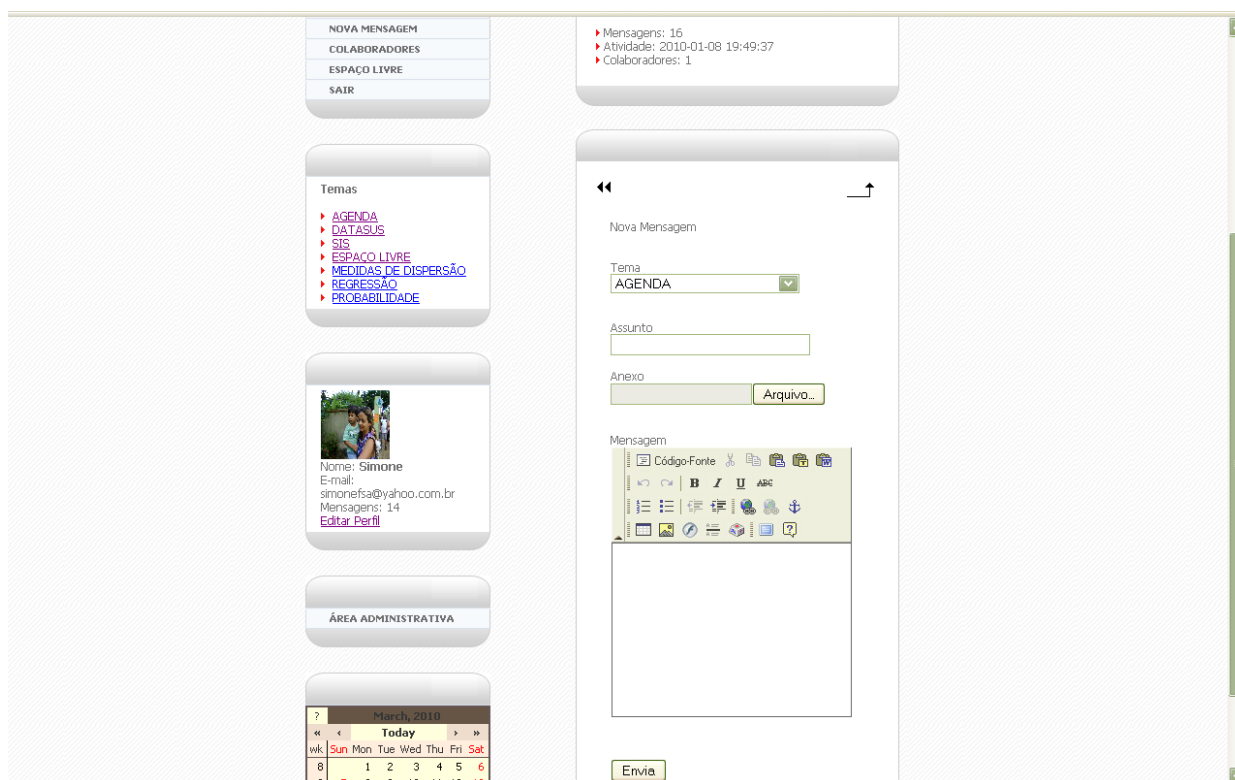 NOVA MENSAGEM
COLABORADORES
ESPAÇO LIVRE
SAIR
Temas
AGENDA
DATASUS
SIS
ESPAÇO LIVRE
MEDIDAS DE DISPERSÃO
REGRESSÃO
PROBABILIDADE
Nome: Simone
E-mail:
simonefsa@yahoo.com.br
Mensagens: 14
Editar Perfil
ÁREA ADMINISTRATIVA
? March, 2010
« ‹ Today › »
wk Sun Mon Tue Wed Thu Fri Sat
8 1 2 3 4 5 6
Mensagens: 16
Atividade: 2010-01-08 19:49:37
Colaboradores: 1
Nova Mensagem
Tema
AGENDA
Assunto
Anexo
Arquivo...
Mensagem
Código-Fonte
B I U ABC
Envia